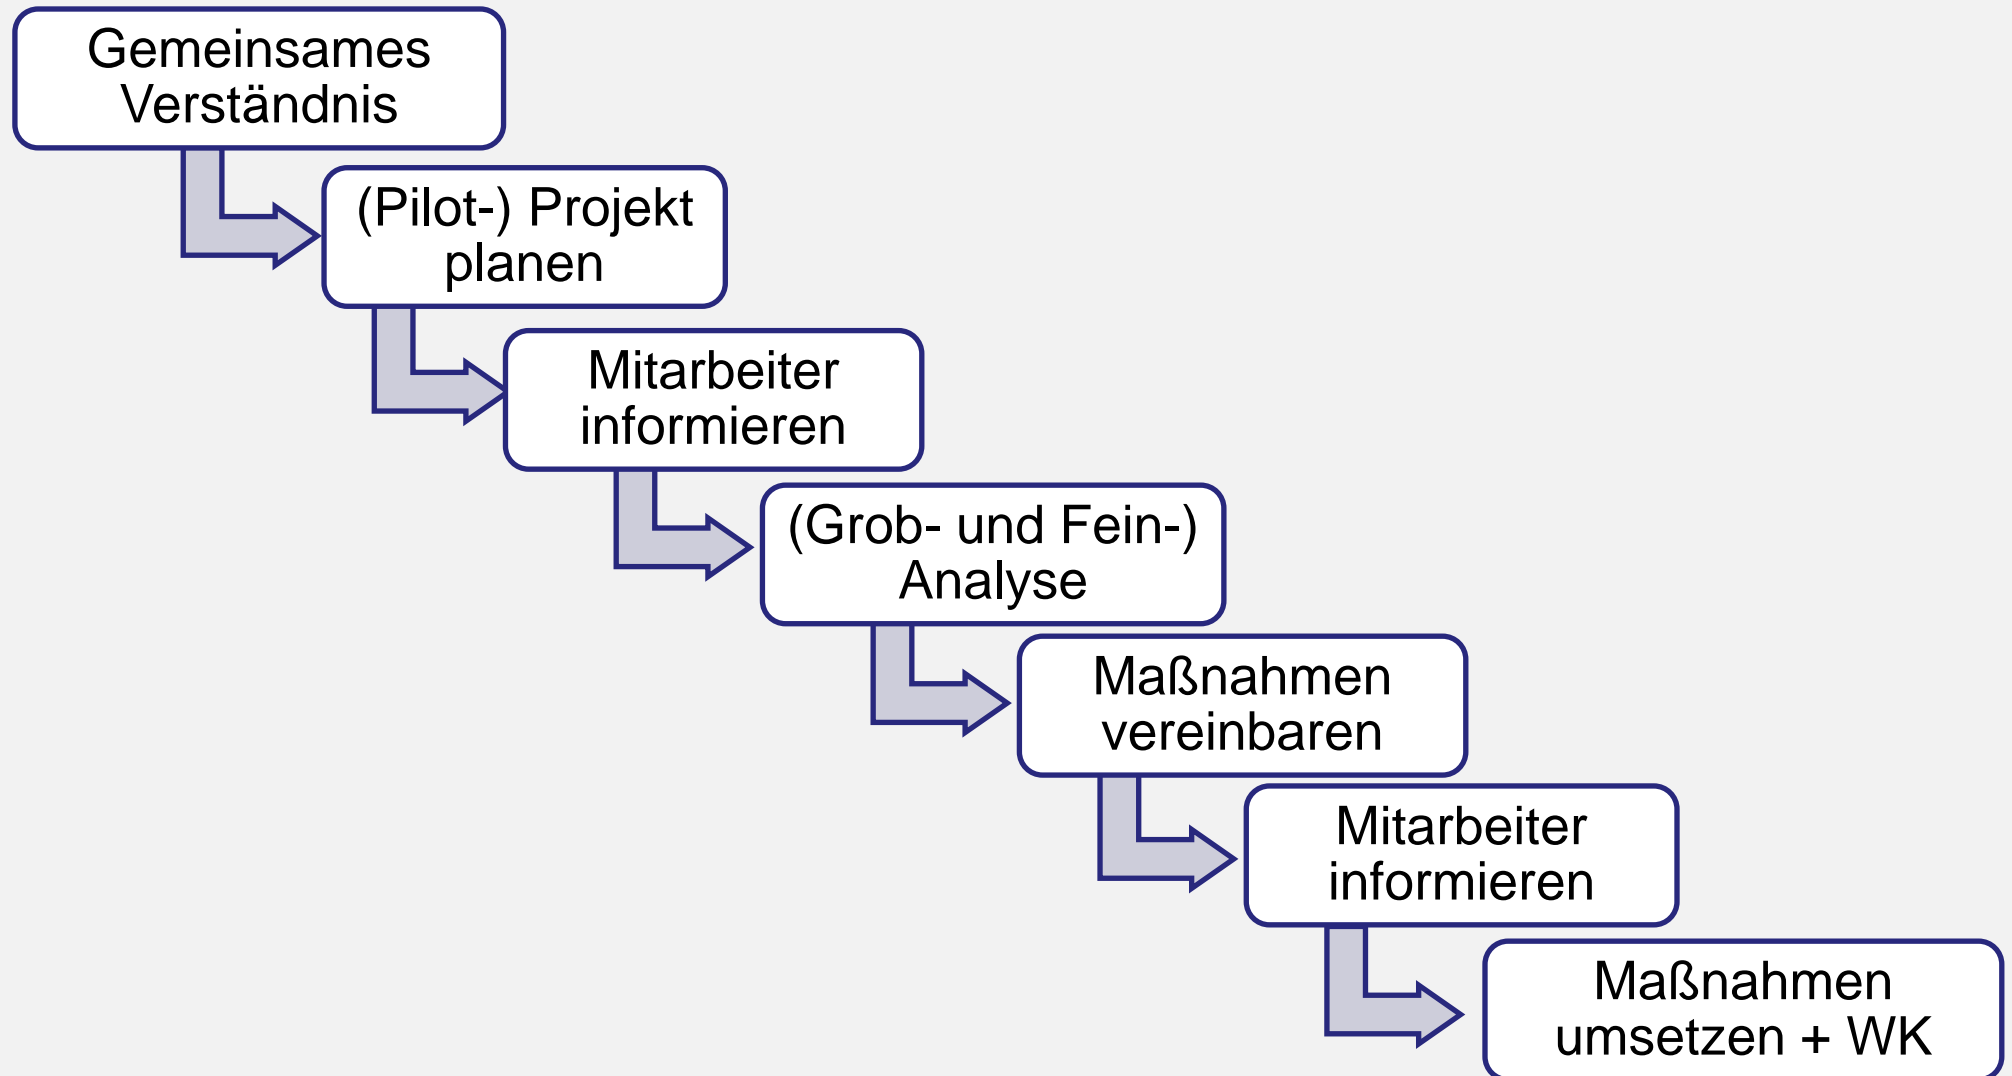 Gemeinsames
Verständnis
(Pilot-) Projekt
planen
Mitarbeiter
informieren
(Grob- und Fein-)
Analyse
Maßnahmen
vereinbaren
Mitarbeiter
informieren
Maßnahmen
umsetzen + WK